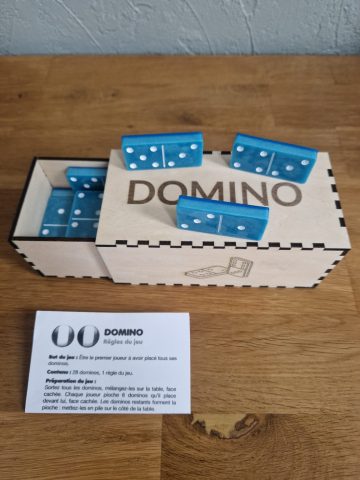 DOMINO
DOMINO
Règles du jeu
But du jeu : Être le premier joueur à avoir placé tous ses
dominos.
Contenu : 28 dominos, 1 règle du jeu.
Préparation du jeu :
Sortez tous les dominos, mélangez-les sur la table, face
cachée. Chaque joueur pioche 6 dominos qu'il place
devant lui, face cachée. Les dominos restants forment la
pioche : mettez-les en pile sur le côté de la table.